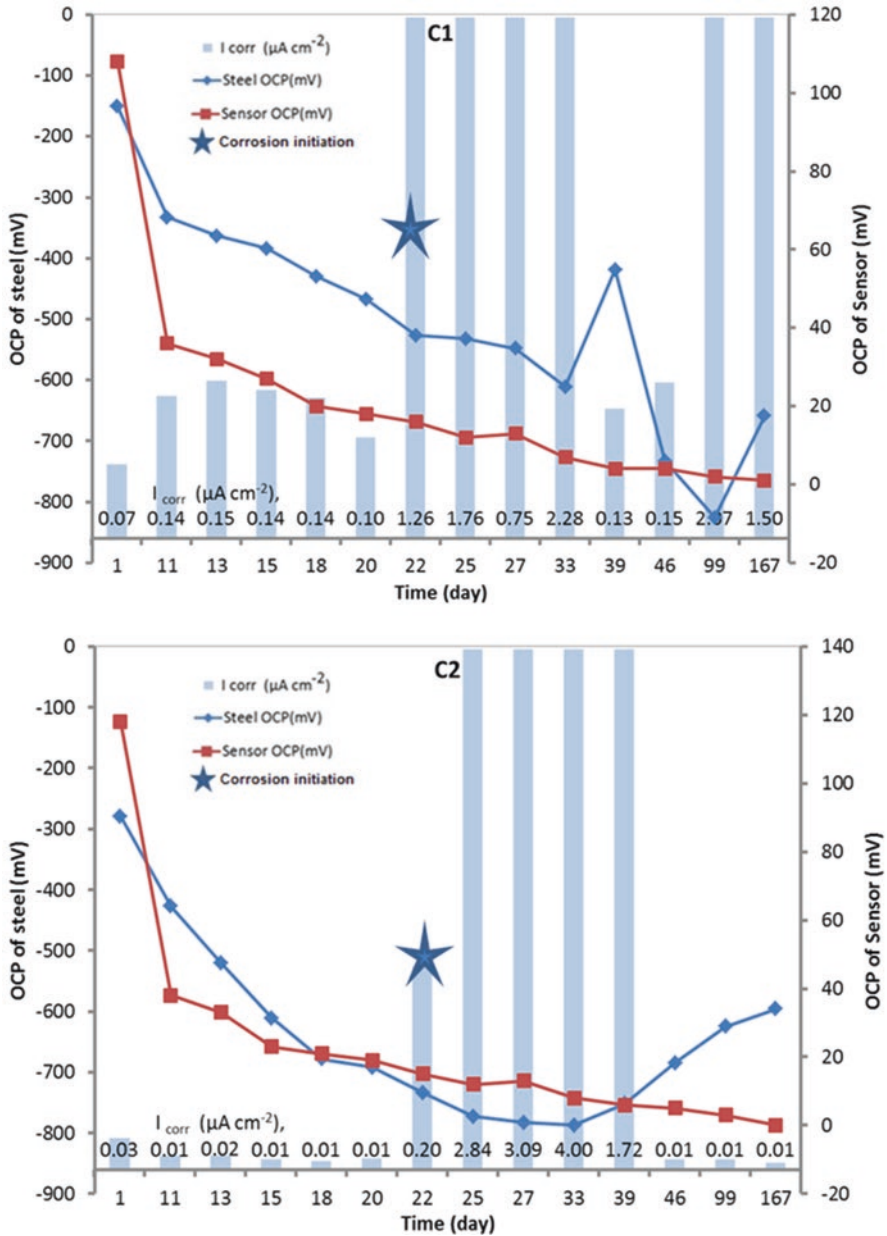 C1
I corr (µA cm-2)
Steel OCP(mV)
Sensor OCP(mV)
Corrosion initiation
0
-100
-200
-300
-400
-500
-600
-700
-800
-900
OCP of steel (mV)
120
100
80
60
40
20
0
-20
OCP of Sensor (mV)
I corr (µA cm-2),
0.07 0.14 0.15 0.14 0.14 0.10 1.26 1.76 0.75 2.28 0.13 0.15 1.50
1 11 13 15 18 20 22 25 27 33 39 46 99 167
Time (day)
C2
I corr (µA cm-2)
Steel OCP(mV)
Sensor OCP(mV)
Corrosion initiation
0
-100
-200
-300
-400
-500
-600
-700
-800
-900
OCP of steel (mV)
140
120
100
80
60
40
20
0
-20
OCP of Sensor (mV)
I corr (µA cm-2),
0.03 0.01 0.02 0.01 0.01 0.01 0.20 2.84 3.09 4.00 1.72 0.01 0.01 0.01
1 11 13 15 18 20 22 25 27 33 39 46 99 167
Time (day)